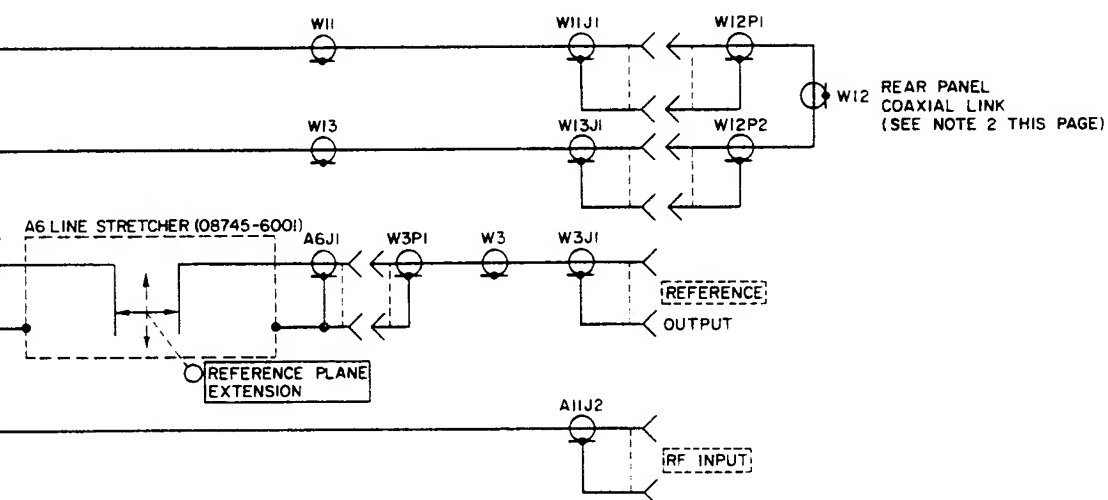 W11 W11J1 W12P1
W12 REAR PANEL
COAXIAL LINK
(SEE NOTE 2 THIS PAGE)
W13 W13J1 W12P2
A6 LINE STRETCHER (08745-6001)
A6J1 W3P1 W3 W3J1
REFERENCE
OUTPUT
REFERENCE PLANE
EXTENSION
A11J2
RF INPUT